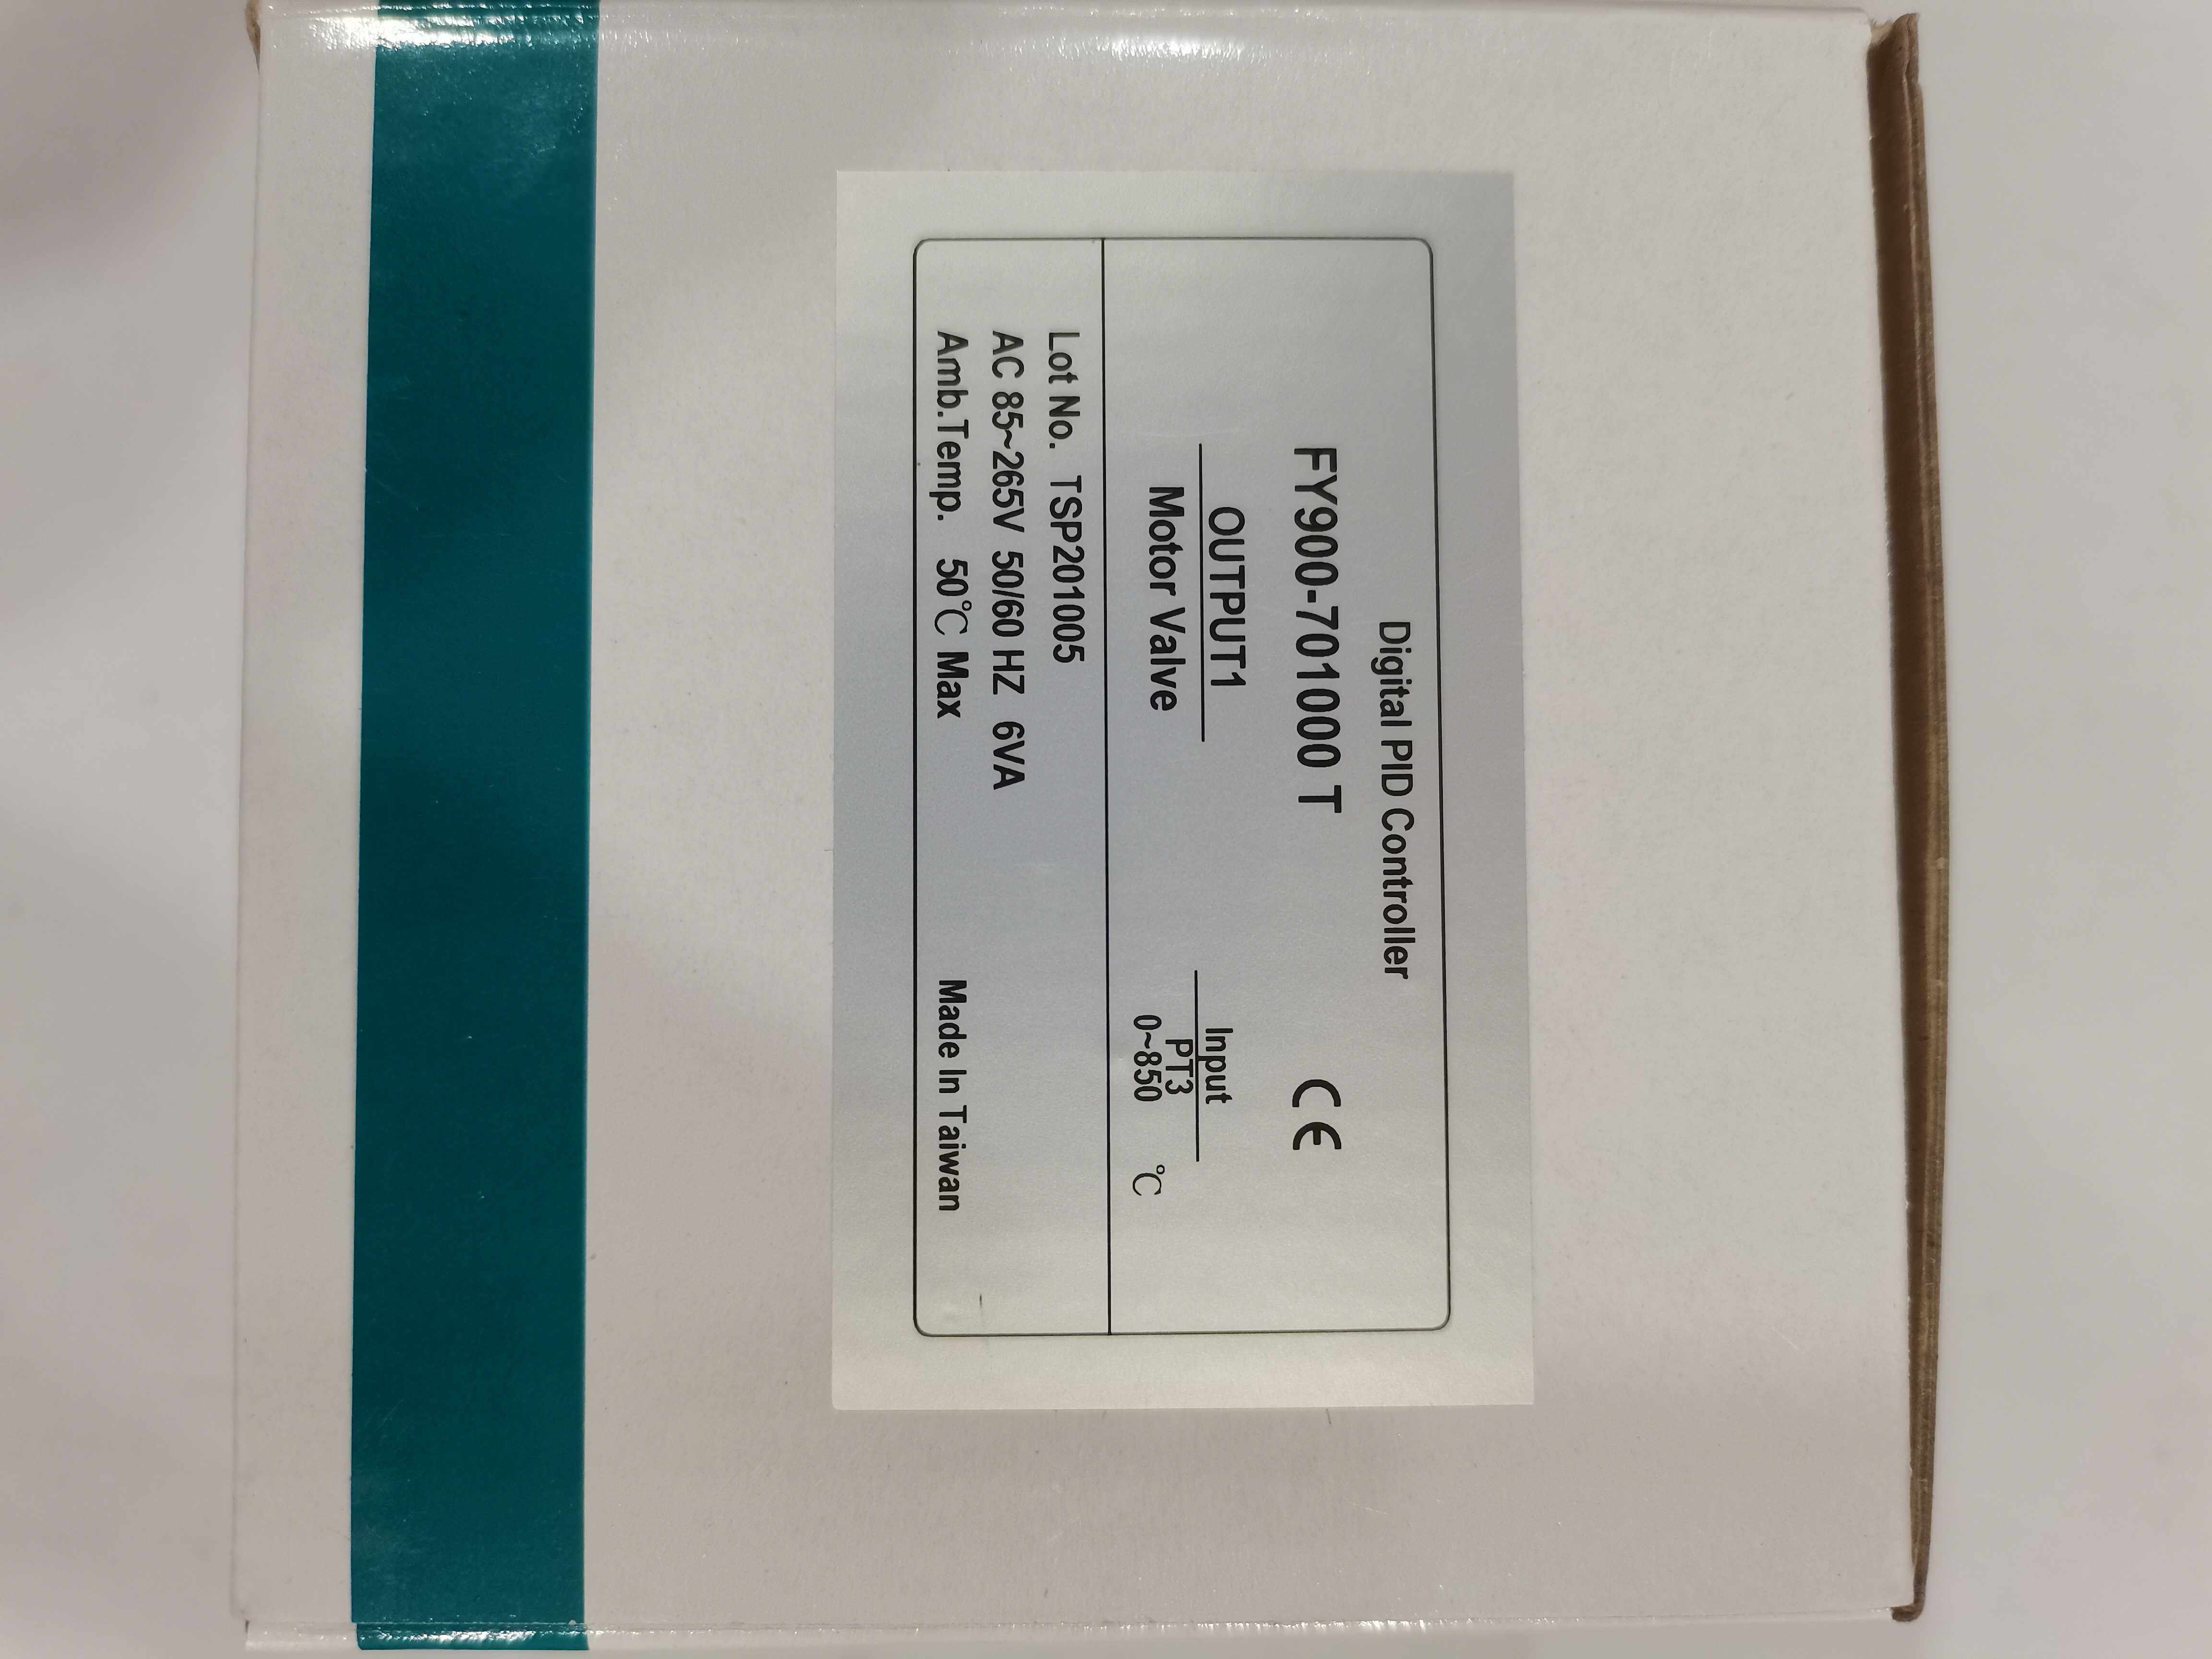 Digital PID Controller
FY900-701000 T CE
OUTPUT1
Motor Valve
Input
PT3
0~850 ℃
Lot No. TSP201005
AC 85~265V 50/60 HZ 6VA
Amb.Temp. 50℃ Max Made In Taiwan